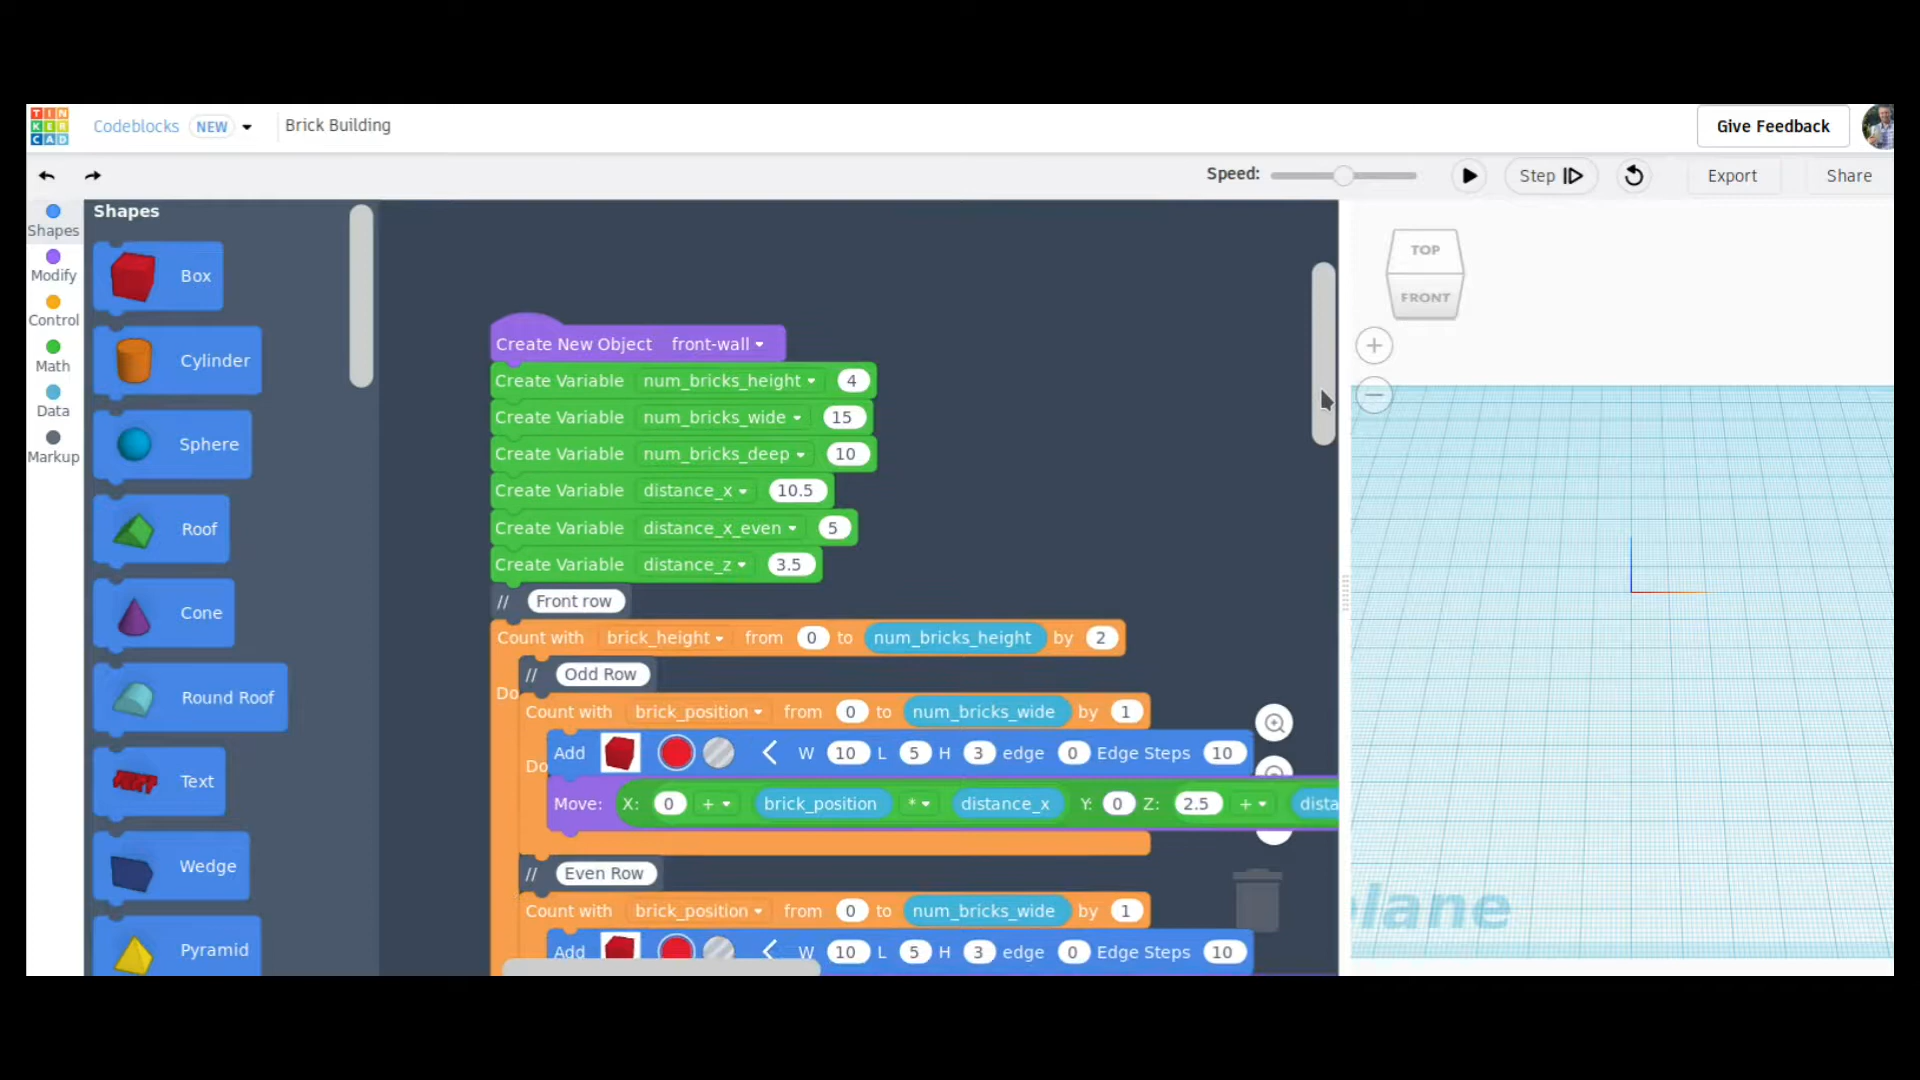 TIN
KER
CAD
Codeblocks NEW
Brick Building
Give Feedback
Speed:
Step
Export
Share
Shapes
Modify
Control
Math
Data
Markup
Shapes
Box
Cylinder
Sphere
Roof
Cone
Round Roof
Text
Wedge
Pyramid
Create New Object front-wall
Create Variable num_bricks_height 4
Create Variable num_bricks_wide 15
Create Variable num_bricks_deep 10
Create Variable distance_x 10.5
Create Variable distance_x_even 5
Create Variable distance_z 3.5
// Front row
Count with brick_height from 0 to num_bricks_height by 2
// Odd Row
Do
Count with brick_position from 0 to num_bricks_wide by 1
Add W 10 L 5 H 3 edge 0 Edge Steps 10
Do
Move: X: 0 + brick_position * distance_x Y: 0 Z: 2.5 + dista
// Even Row
Count with brick_position from 0 to num_bricks_wide by 1
Add W 10 L 5 H 3 edge 0 Edge Steps 10
TOP
FRONT
lane